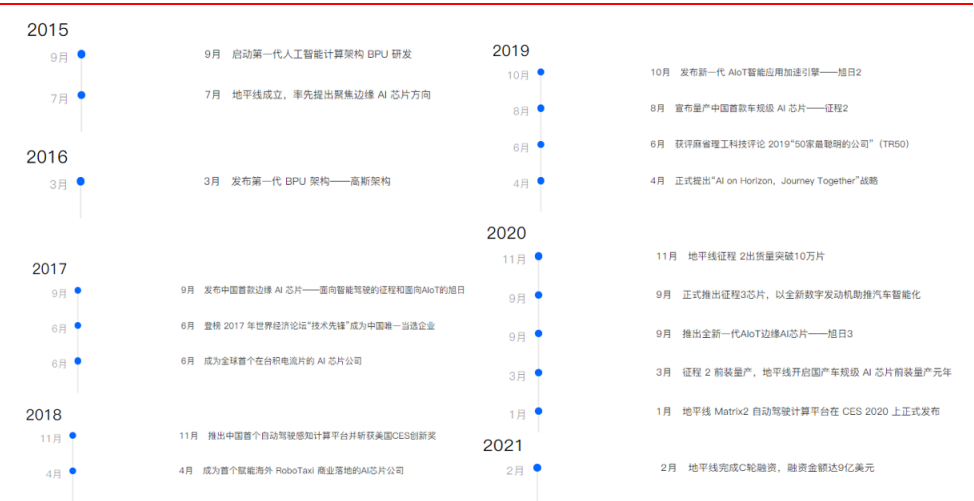 2015
9月 9月 启动第一代人工智能计算架构 BPU 研发
7月 7月 地平线成立，率先提出聚焦边缘 AI 芯片方向
2016
3月 3月 发布第一代 BPU 架构——高斯架构
2017
9月 9月 发布中国首款边缘 AI 芯片——面向智能驾驶的征程和面向AIoT的旭日
6月 6月 登榜 2017 年世界经济论坛“技术先锋”成为中国唯一当选企业
6月 6月 成为全球首个在台积电流片的 AI 芯片公司
2018
11月 11月 推出中国首个自动驾驶感知计算平台并斩获美国CES创新奖
4月 4月 成为首个赋能海外 RoboTaxi 商业落地的AI芯片公司
2019
10月 10月 发布新一代 AIoT智能应用加速引擎——旭日2
8月 8月 宣布量产中国首款车规级 AI 芯片——征程2
6月 6月 获评麻省理工科技评论 2019“50家最聪明的公司”（TR50）
4月 4月 正式提出“AI on Horizon，Journey Together”战略
2020
11月 11月 地平线征程 2出货量突破10万片
9月 9月 正式推出征程3芯片，以全新数字发动机助推汽车智能化
9月 9月 推出全新一代AIoT边缘AI芯片——旭日3
3月 3月 征程 2 前装量产，地平线开启国产车规级 AI 芯片前装量产元年
1月 1月 地平线 Matrix2 自动驾驶计算平台在 CES 2020 上正式发布
2021
2月 2月 地平线完成C轮融资，融资金额达9亿美元